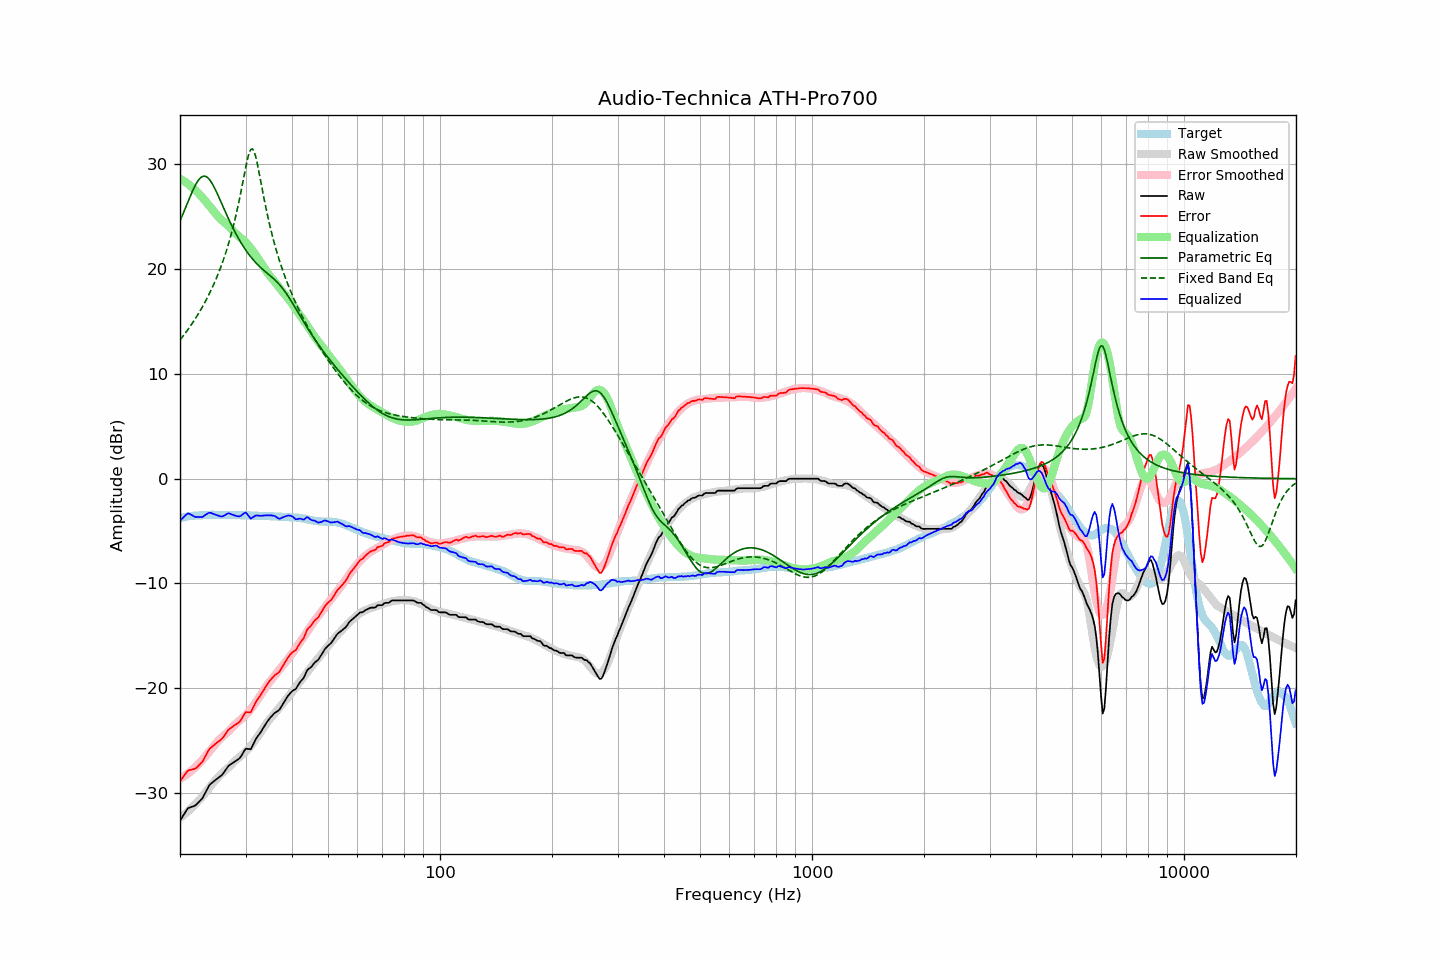 Audio-Technica ATH-Pro700
Target
Raw Smoothed
Error Smoothed
Raw
Error
Equalization
Parametric Eq
Fixed Band Eq
Equalized
30
20
10
0
−10
−20
−30
Amplitude (dBr)
100
1000
10000
Frequency (Hz)